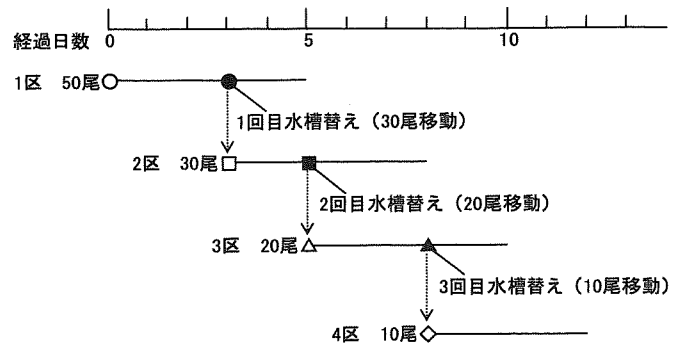 経過日数 0 5 10
1区 50尾
1回目水槽替え（30尾移動）
2区 30尾
2回目水槽替え（20尾移動）
3区 20尾
3回目水槽替え（10尾移動）
4区 10尾